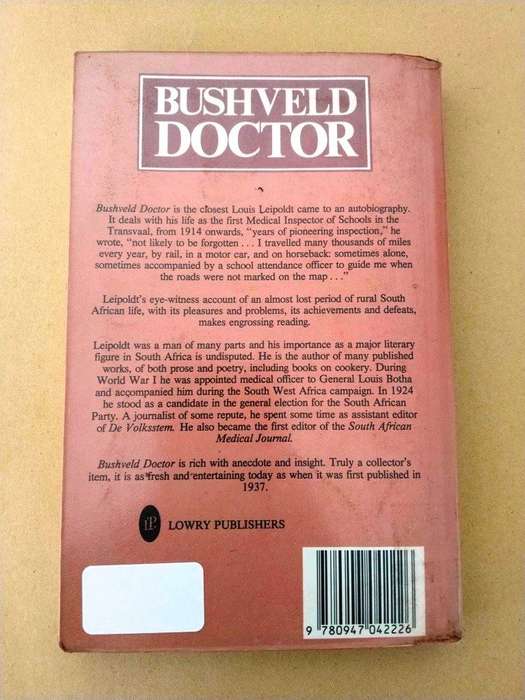 BUSHVELD
DOCTOR
Bushveld Doctor is the closest Louis Leipoldt came to an autobiography.
It deals with his life as the first Medical Inspector of Schools in the
Transvaal, from 1914 onwards, “years of pioneering inspection,” he
wrote, “not likely to be forgotten . . . I travelled many thousands of miles
every year, by rail, in a motor car, and on horseback: sometimes alone,
sometimes accompanied by a school attendance officer to guide me when
the roads were not marked on the map . . .”
Leipoldt's eye-witness account of an almost lost period of rural South
African life, with its pleasures and problems, its achievements and defeats,
makes engrossing reading.
Leipoldt was a man of many parts and his importance as a major literary
figure in South Africa is undisputed. He is the author of many published
works, of both prose and poetry, including books on cookery. During
World War I he was appointed medical officer to General Louis Botha
and accompanied him during the South West Africa campaign. In 1924
he stood as a candidate in the general election for the South African
Party. A journalist of some repute, he spent some time as assistant editor
of De Volksstem. He also became the first editor of the South African
Medical Journal.
Bushveld Doctor is rich with anecdote and insight. Truly a collector's
item, it is as fresh and entertaining today as when it was first published in
1937.
LOWRY PUBLISHERS
9 780947 042226